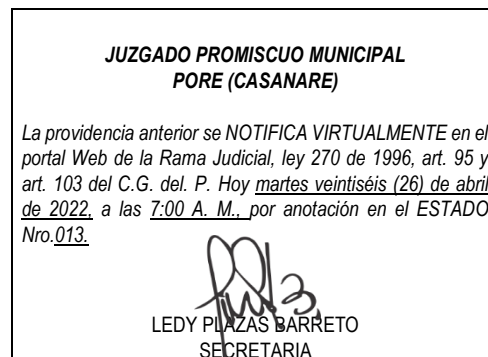 JUZGADO PROMISCUO MUNICIPAL
PORE (CASANARE)
La providencia anterior se NOTIFICA VIRTUALMENTE en el
portal Web de la Rama Judicial, ley 270 de 1996, art. 95 y
art. 103 del C.G. del. P. Hoy martes veintiséis (26) de abril
de 2022, a las 7:00 A. M., por anotación en el ESTADO
Nro.013.
LEDY PLAZAS BARRETO
SECRETARIA